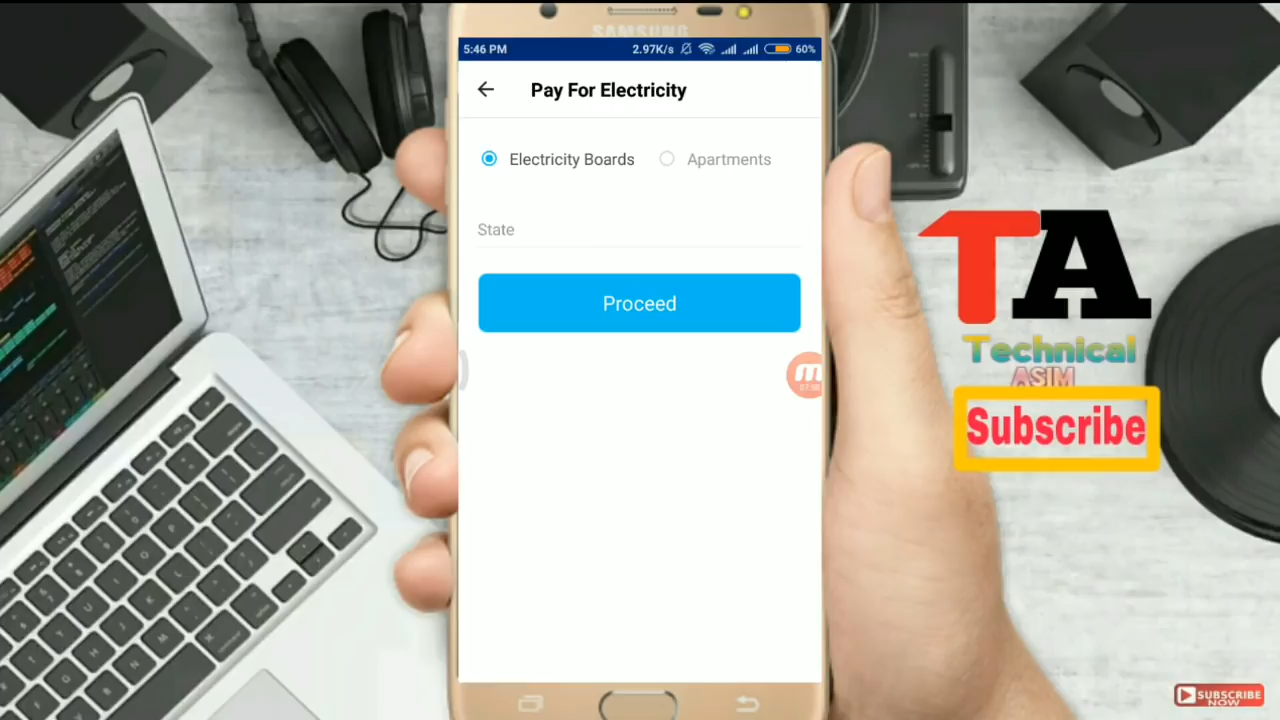 SAMSUNG
5:46 PM 2.97K/s 60%
Pay For Electricity
Electricity Boards Apartments
State
Proceed
TA
Technical
ASIM
Subscribe
SUBSCRIBE
NOW